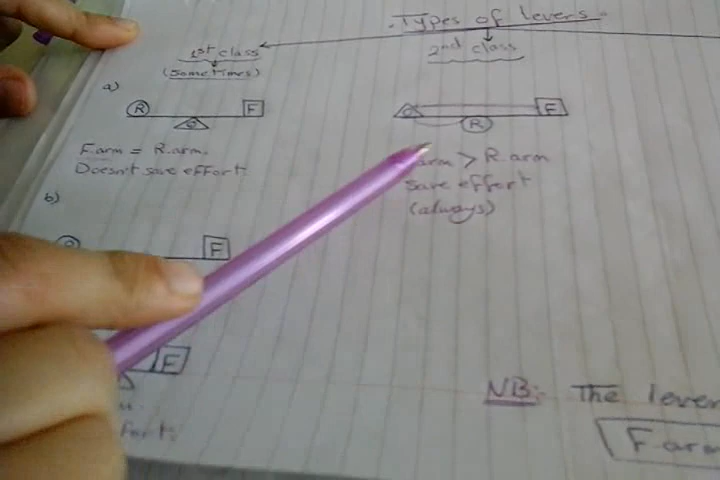 Types of levers.
1st class
(Sometimes)
2nd class
a)
R F
O
F.arm = R.arm.
Doesn't save effort
O F
R
arm > R.arm
save effort
(always)
b)
F
F
NB:- The lever
F.arm